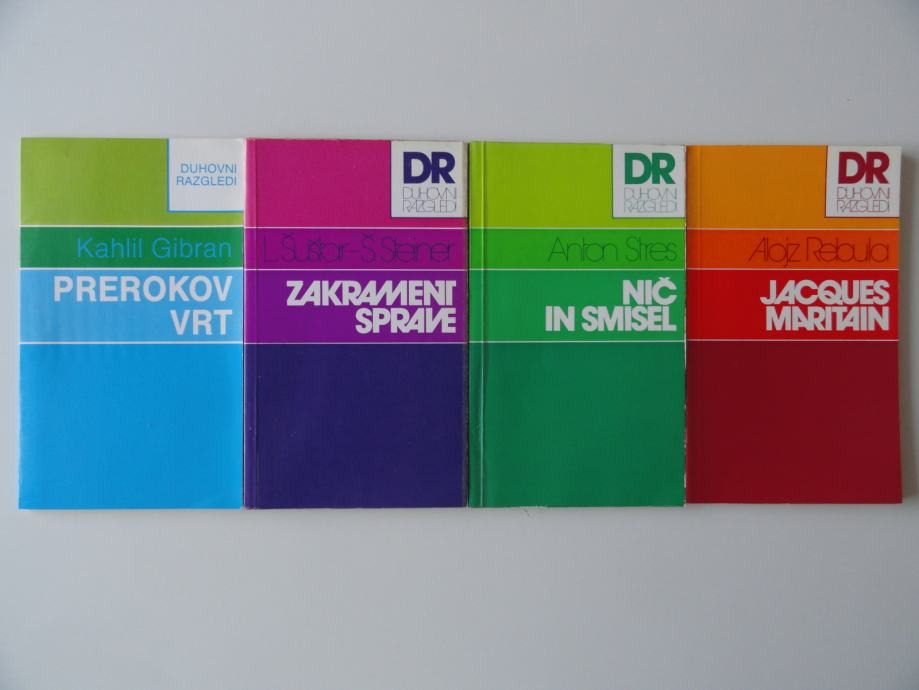 DUHOVNI
RAZGLEDI
Kahlil Gibran
PREROKOV
VRT
DR
DUHOVNI
RAZGLEDI
L. Šuštar-Š. Steiner
ZAKRAMENT
SPRAVE
DR
DUHOVNI
RAZGLEDI
Anton Stres
NIČ
IN SMISEL
DR
DUHOVNI
RAZGLEDI
Alojz Rebula
JACQUES
MARITAIN